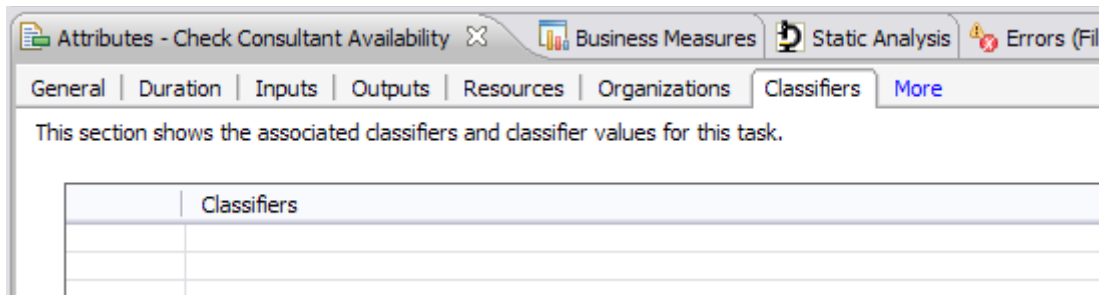 Attributes - Check Consultant Availability Business Measures Static Analysis Errors (Fil
General Duration Inputs Outputs Resources Organizations Classifiers More
This section shows the associated classifiers and classifier values for this task.
Classifiers